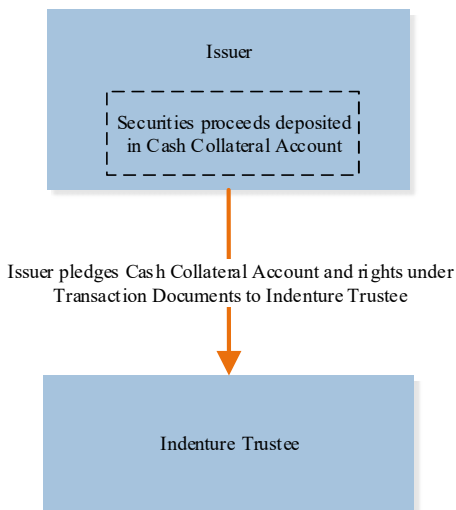 Issuer
Securities proceeds deposited
in Cash Collateral Account
Issuer pledges Cash Collateral Account and rights under
Transaction Documents to Indenture Trustee
Indenture Trustee